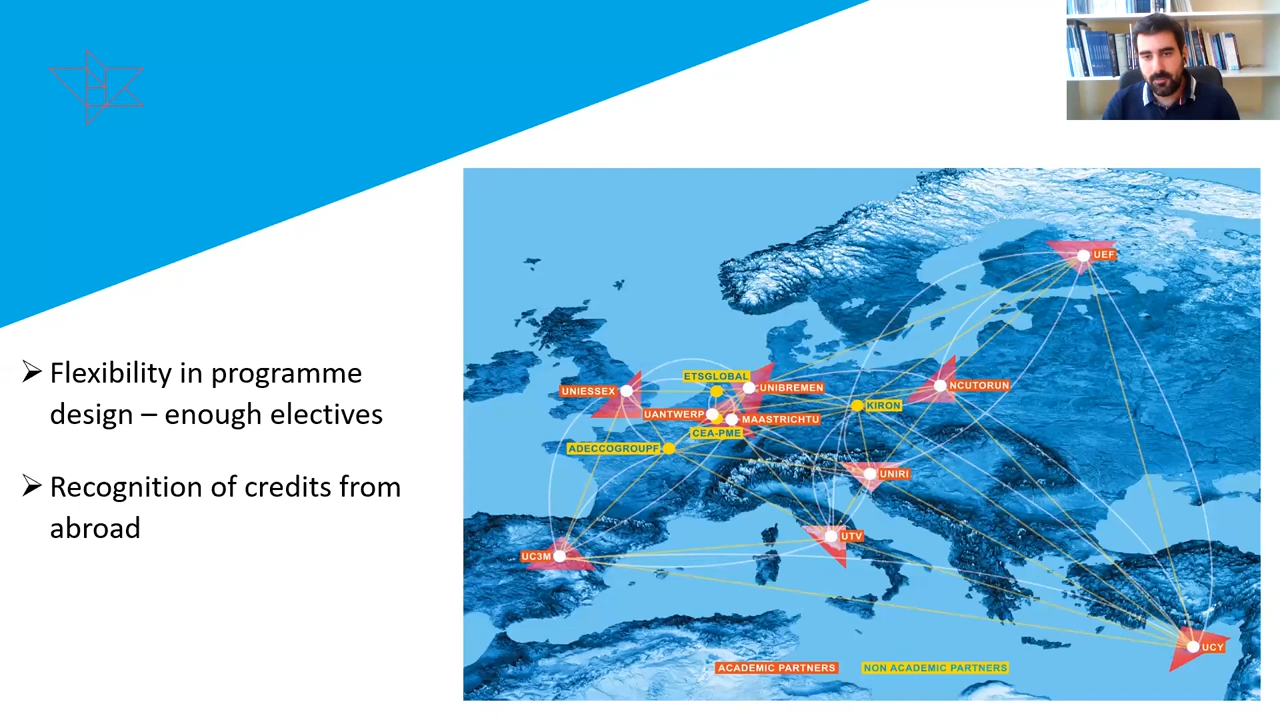 Flexibility in programme
design – enough electives
Recognition of credits from
abroad
UEF
ETSGLOBAL
UNIESSEX
UNIBREMEN
NCUTORUN
KIRON
UANTWERP
MAASTRICHTU
CEA-PME
ADECCOGROUPF
UNIRI
UTV
UC3M
UCY
ACADEMIC PARTNERS
NON ACADEMIC PARTNERS